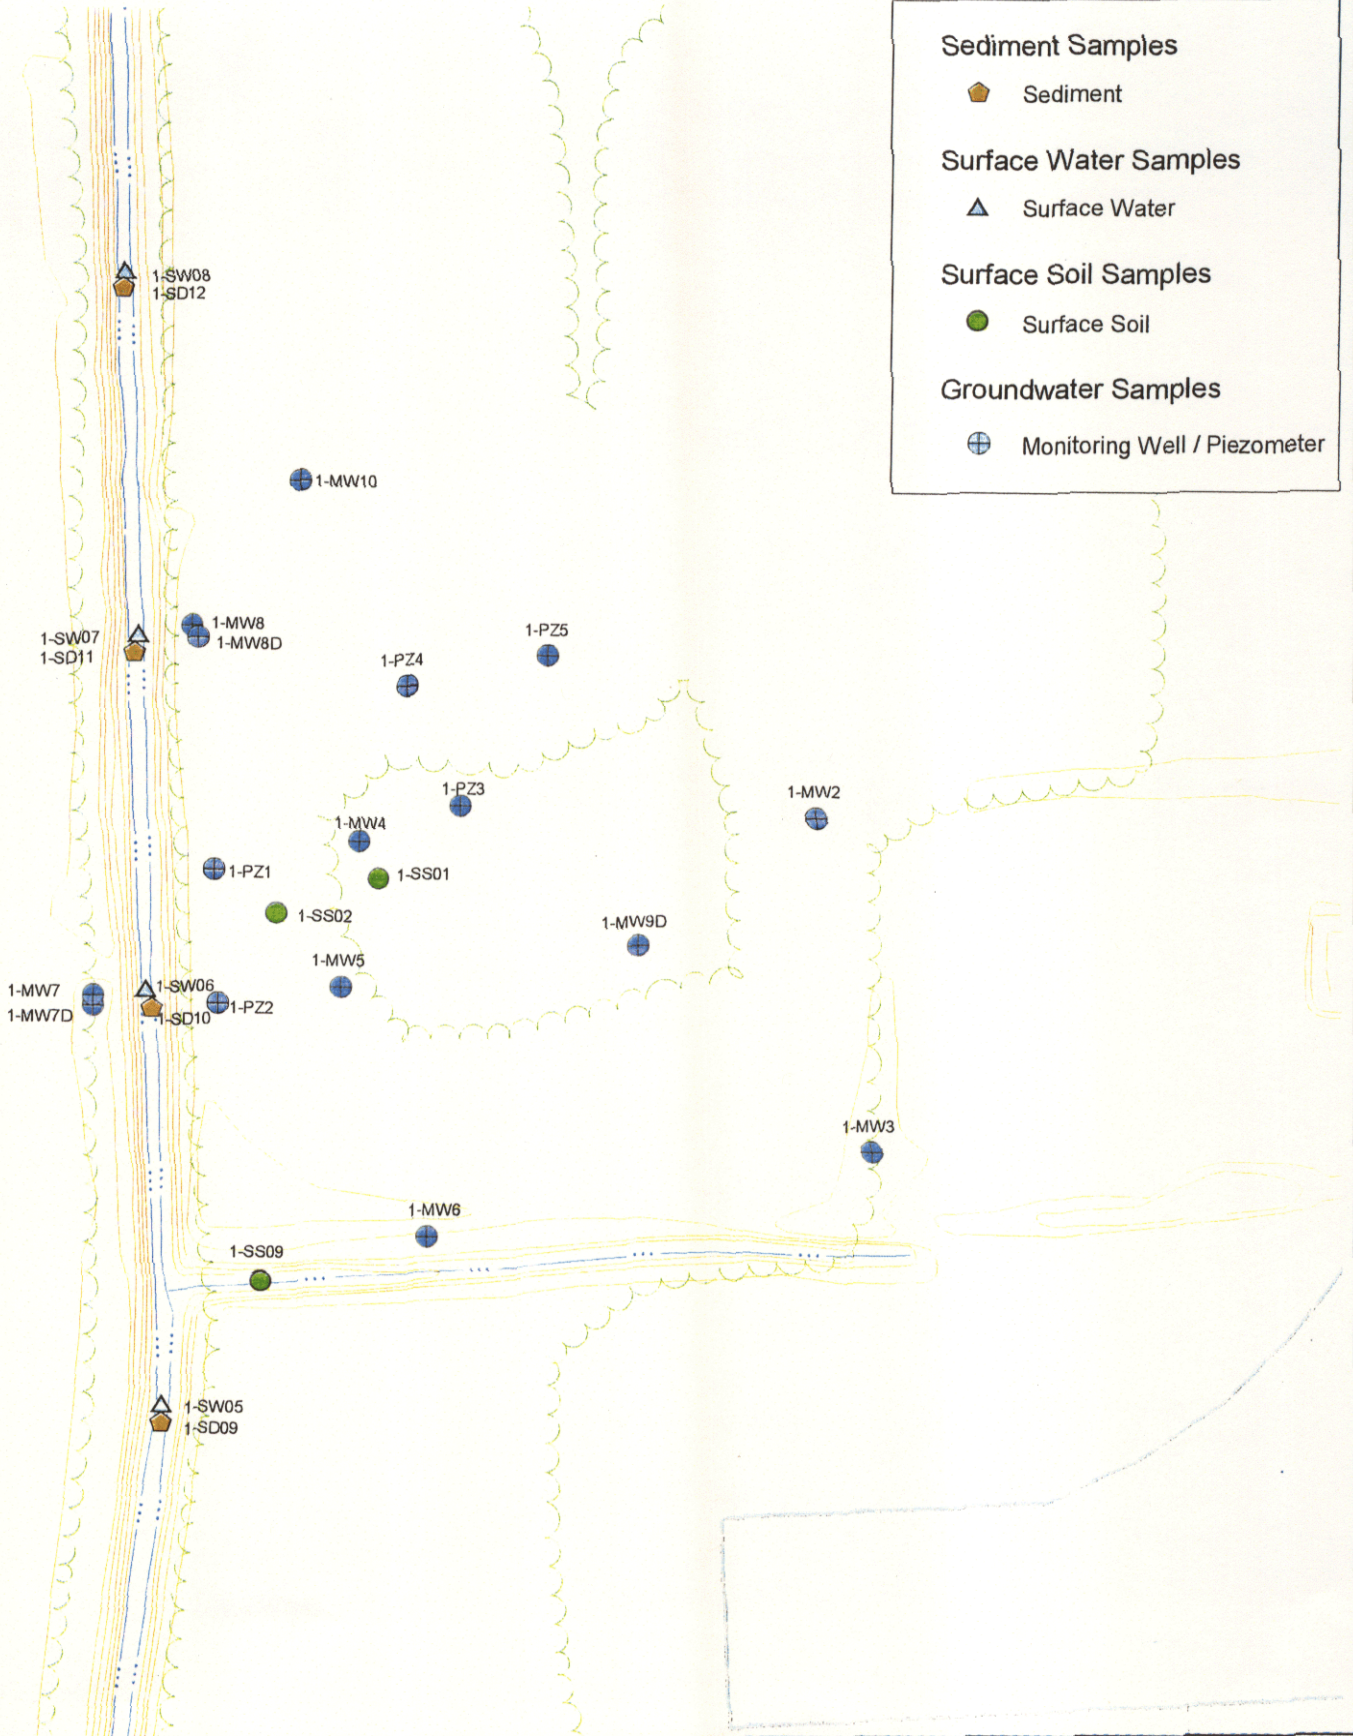 Sediment Samples
Sediment
Surface Water Samples
Surface Water
Surface Soil Samples
Surface Soil
Groundwater Samples
Monitoring Well / Piezometer
1-SW08
1-SD12
1-MW10
1-MW8
1-MW8D
1-SW07
1-SD11
1-PZ5
1-PZ4
1-PZ3
1-MW2
1-MW4
1-PZ1
1-SS01
1-SS02
1-MW9D
1-MW5
1-MW7
1-MW7D
1-SW06
1-SD10
1-PZ2
1-MW3
1-MW6
1-SS09
1-SW05
1-SD09